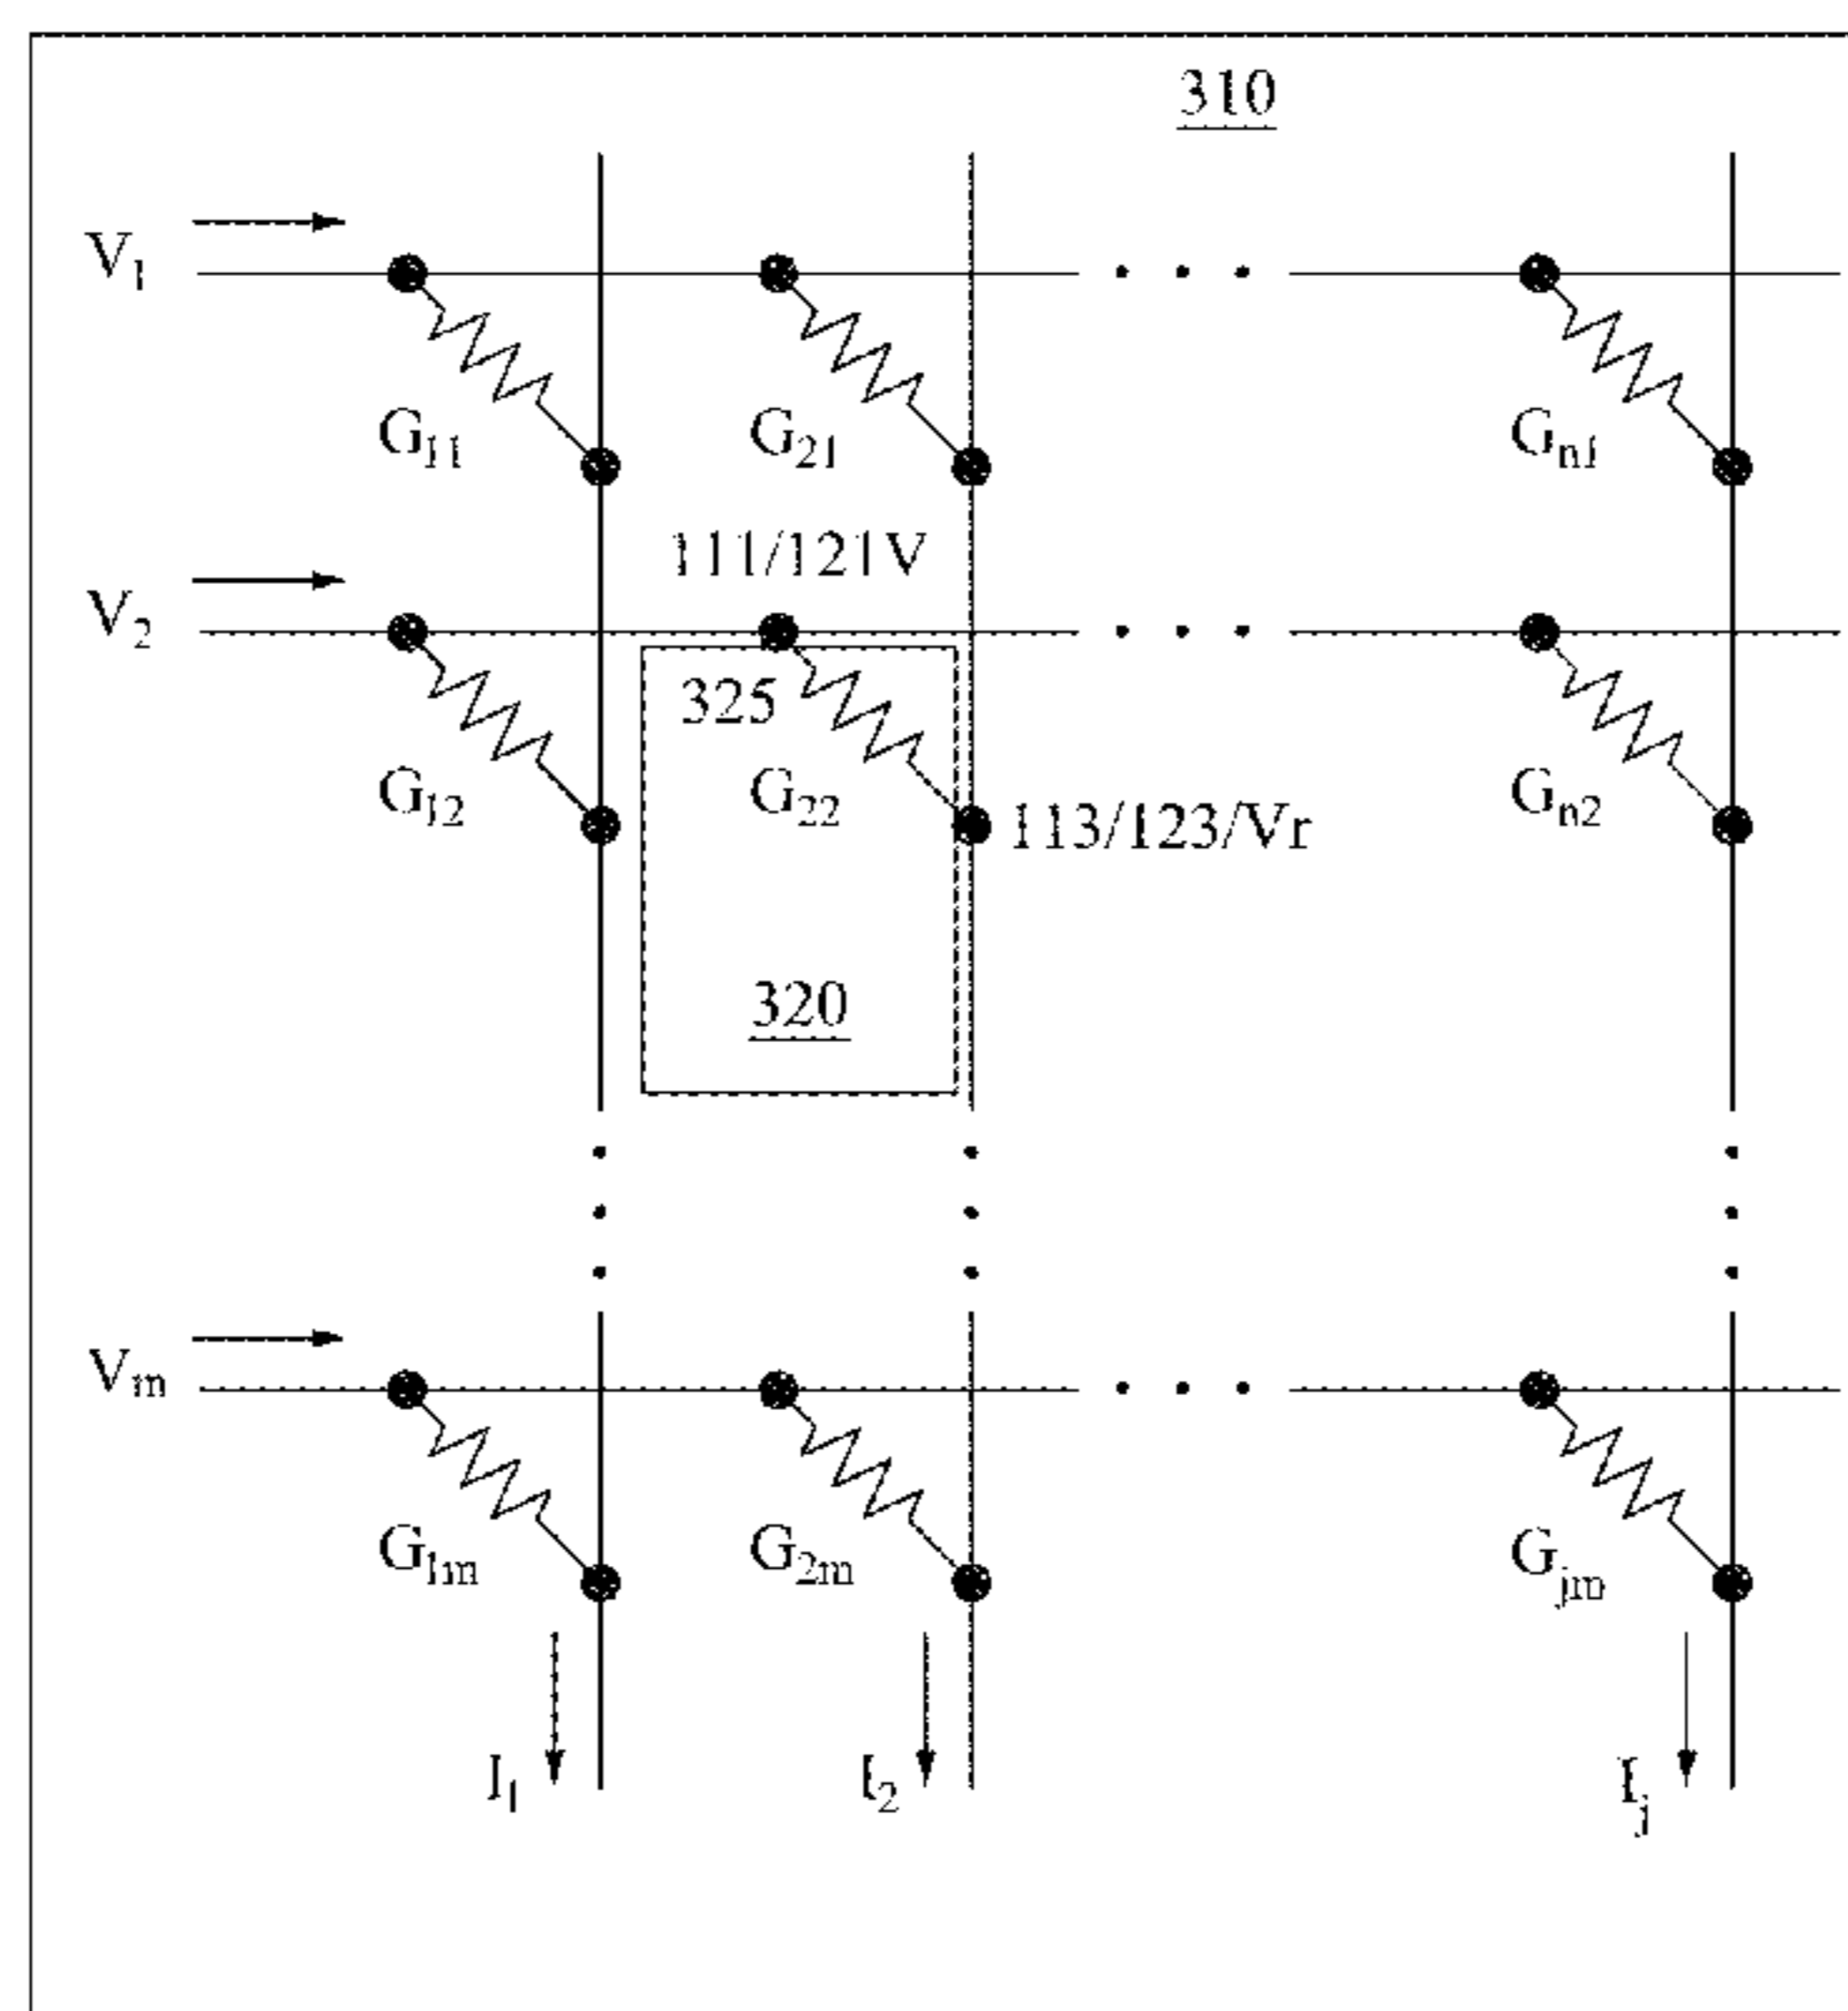 310
V₁
G₁₁ G₂₁ Gₙ₁
111/121V
V₂
325
G₁₂ G₂₂ 113/123/Vr Gₙ₂
320
Vₘ
G₁ₘ G₂ₘ Gⱼₘ
I₁ I₂ Iⱼ